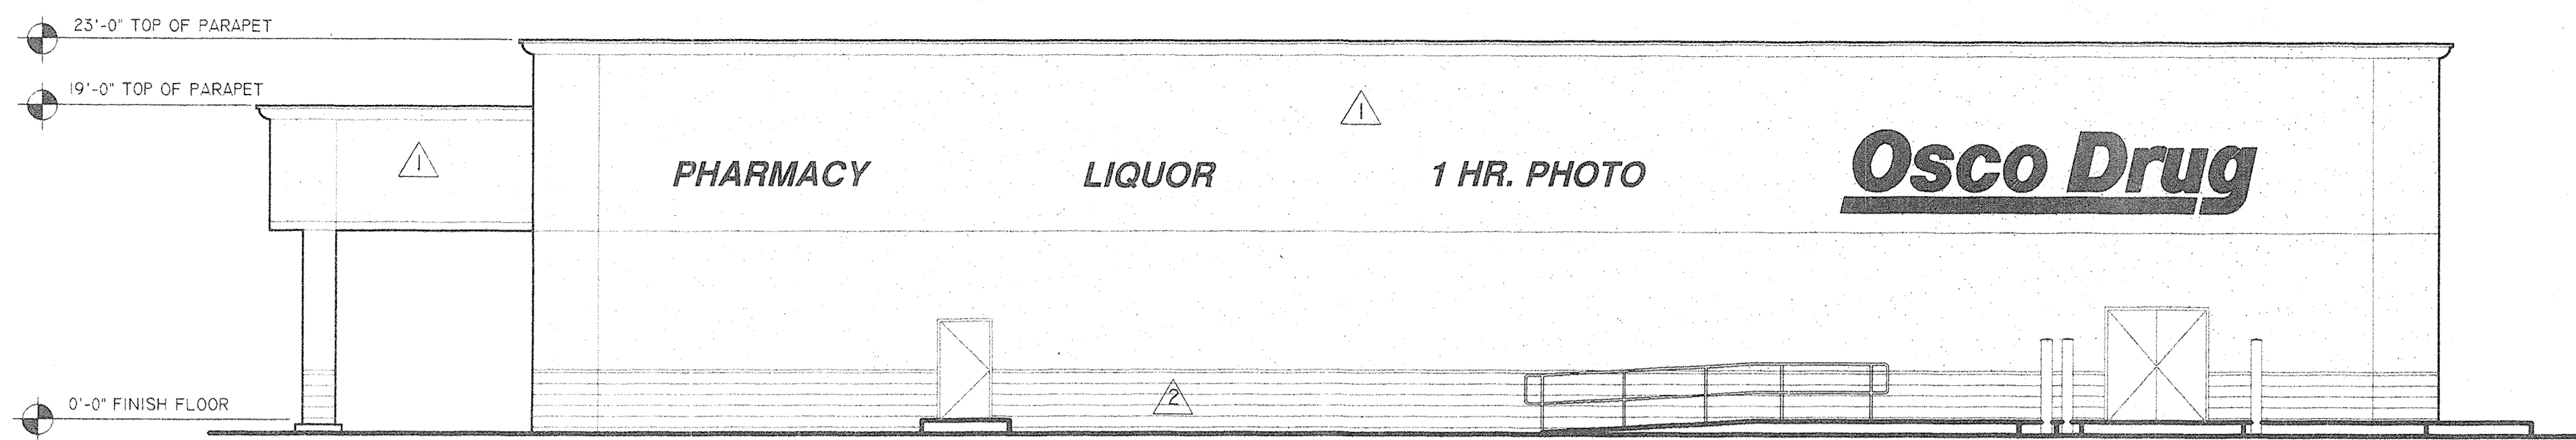 23'-0" TOP OF PARAPET
19'-0" TOP OF PARAPET
1
1
PHARMACY LIQUOR 1 HR. PHOTO Osco Drug
2
0'-0" FINISH FLOOR